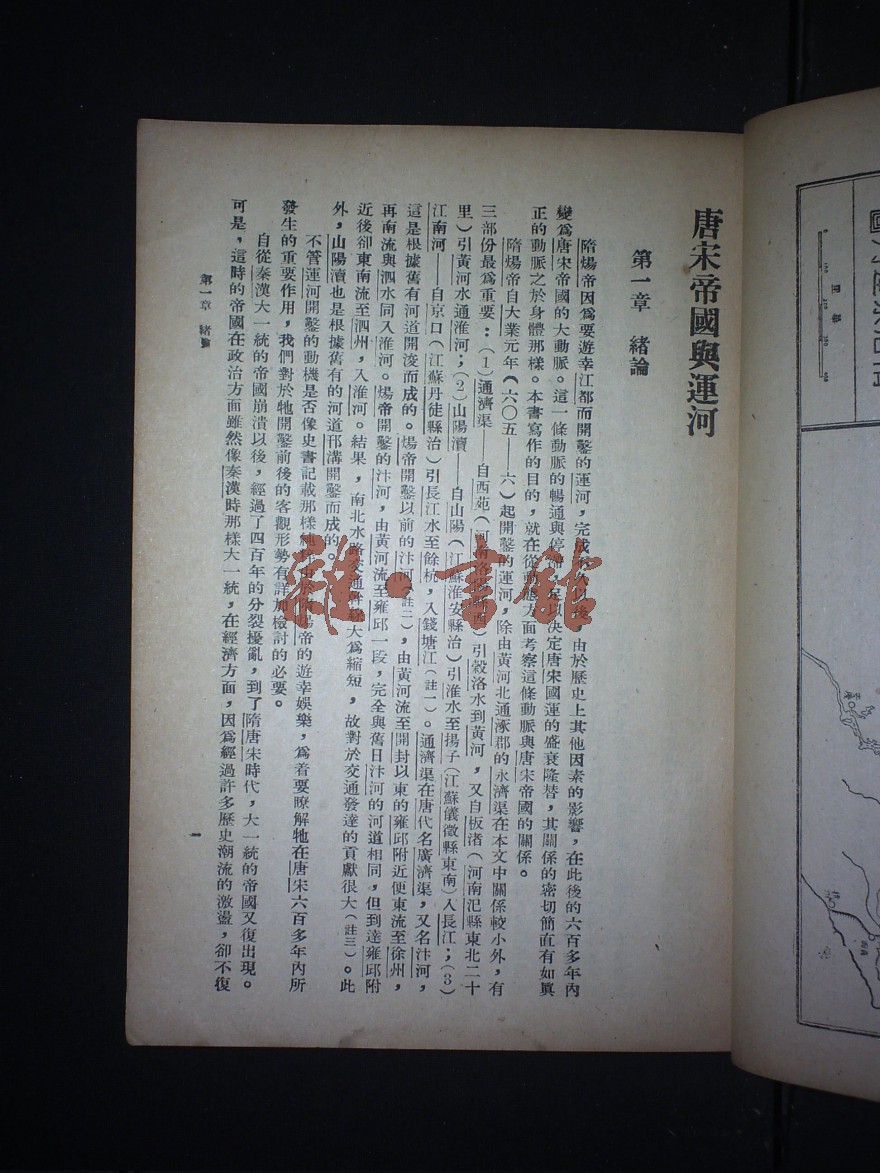 唐宋帝國與運河
第一章　緒論
隋煬帝因爲要遊幸江都而開鑿的運河，完成以後，由於歷史上其他因素的影響，在此後的六百多年內
變爲唐宋帝國的大動脈。這一條動脈的暢通與停滯，足以決定唐宋國運的盛衰隆替，其關係的密切簡直有如眞
正的動脈之於身體那樣。本書寫作的目的，就在從動態方面考察這條動脈與唐宋帝國的關係。
隋煬帝自大業元年（六〇五——六）起開鑿的運河，除由黃河北通涿郡的永濟渠在本文中關係較小外，有
三部份最爲重要：（1）通濟渠——自西苑（河南洛陽縣西）引穀洛水到黃河，又自板渚（河南汜縣東北二十
里）引黃河水通淮河；（2）山陽瀆——自山陽（江蘇淮安縣治）引淮水至揚子（江蘇儀徵縣東南）入長江；（3）
江南河——自京口（江蘇丹徒縣治）引長江水至餘杭，入錢塘江（註一）。通濟渠在唐代名廣濟渠，又名汴河，
這是根據舊有河道開浚而成的。煬帝開鑿以前的汴河（註二），由黃河流至開封以東的雍邱附近便東流至徐州，
再南流與泗水同入淮河。煬帝開鑿的汴河，由黃河流至雍邱一段，完全與舊日汴河的河道相同，但到達雍邱附
近後卻東南流至泗州，入淮河。結果，南北水路交通大爲縮短，故對於交通發達的貢獻很大（註三）。此
外，山陽瀆也是根據舊有的河道邗溝開鑿而成的。
不管運河開鑿的動機是否像史書記載那樣純粹由於隋煬帝的遊幸娛樂，爲着要瞭解牠在唐宋六百多年內所
發生的重要作用，我們對於牠開鑿前後的客觀形勢有詳加檢討的必要。
自從秦漢大一統的帝國崩潰以後，經過了四百年的分裂擾亂，到了隋唐宋時代，大一統的帝國又復出現。
可是，這時的帝國在政治方面雖然像秦漢時那樣大一統，在經濟方面，因爲經過許多歷史潮流的激盪，卻不復
第一章　緒論
一
雜·書館